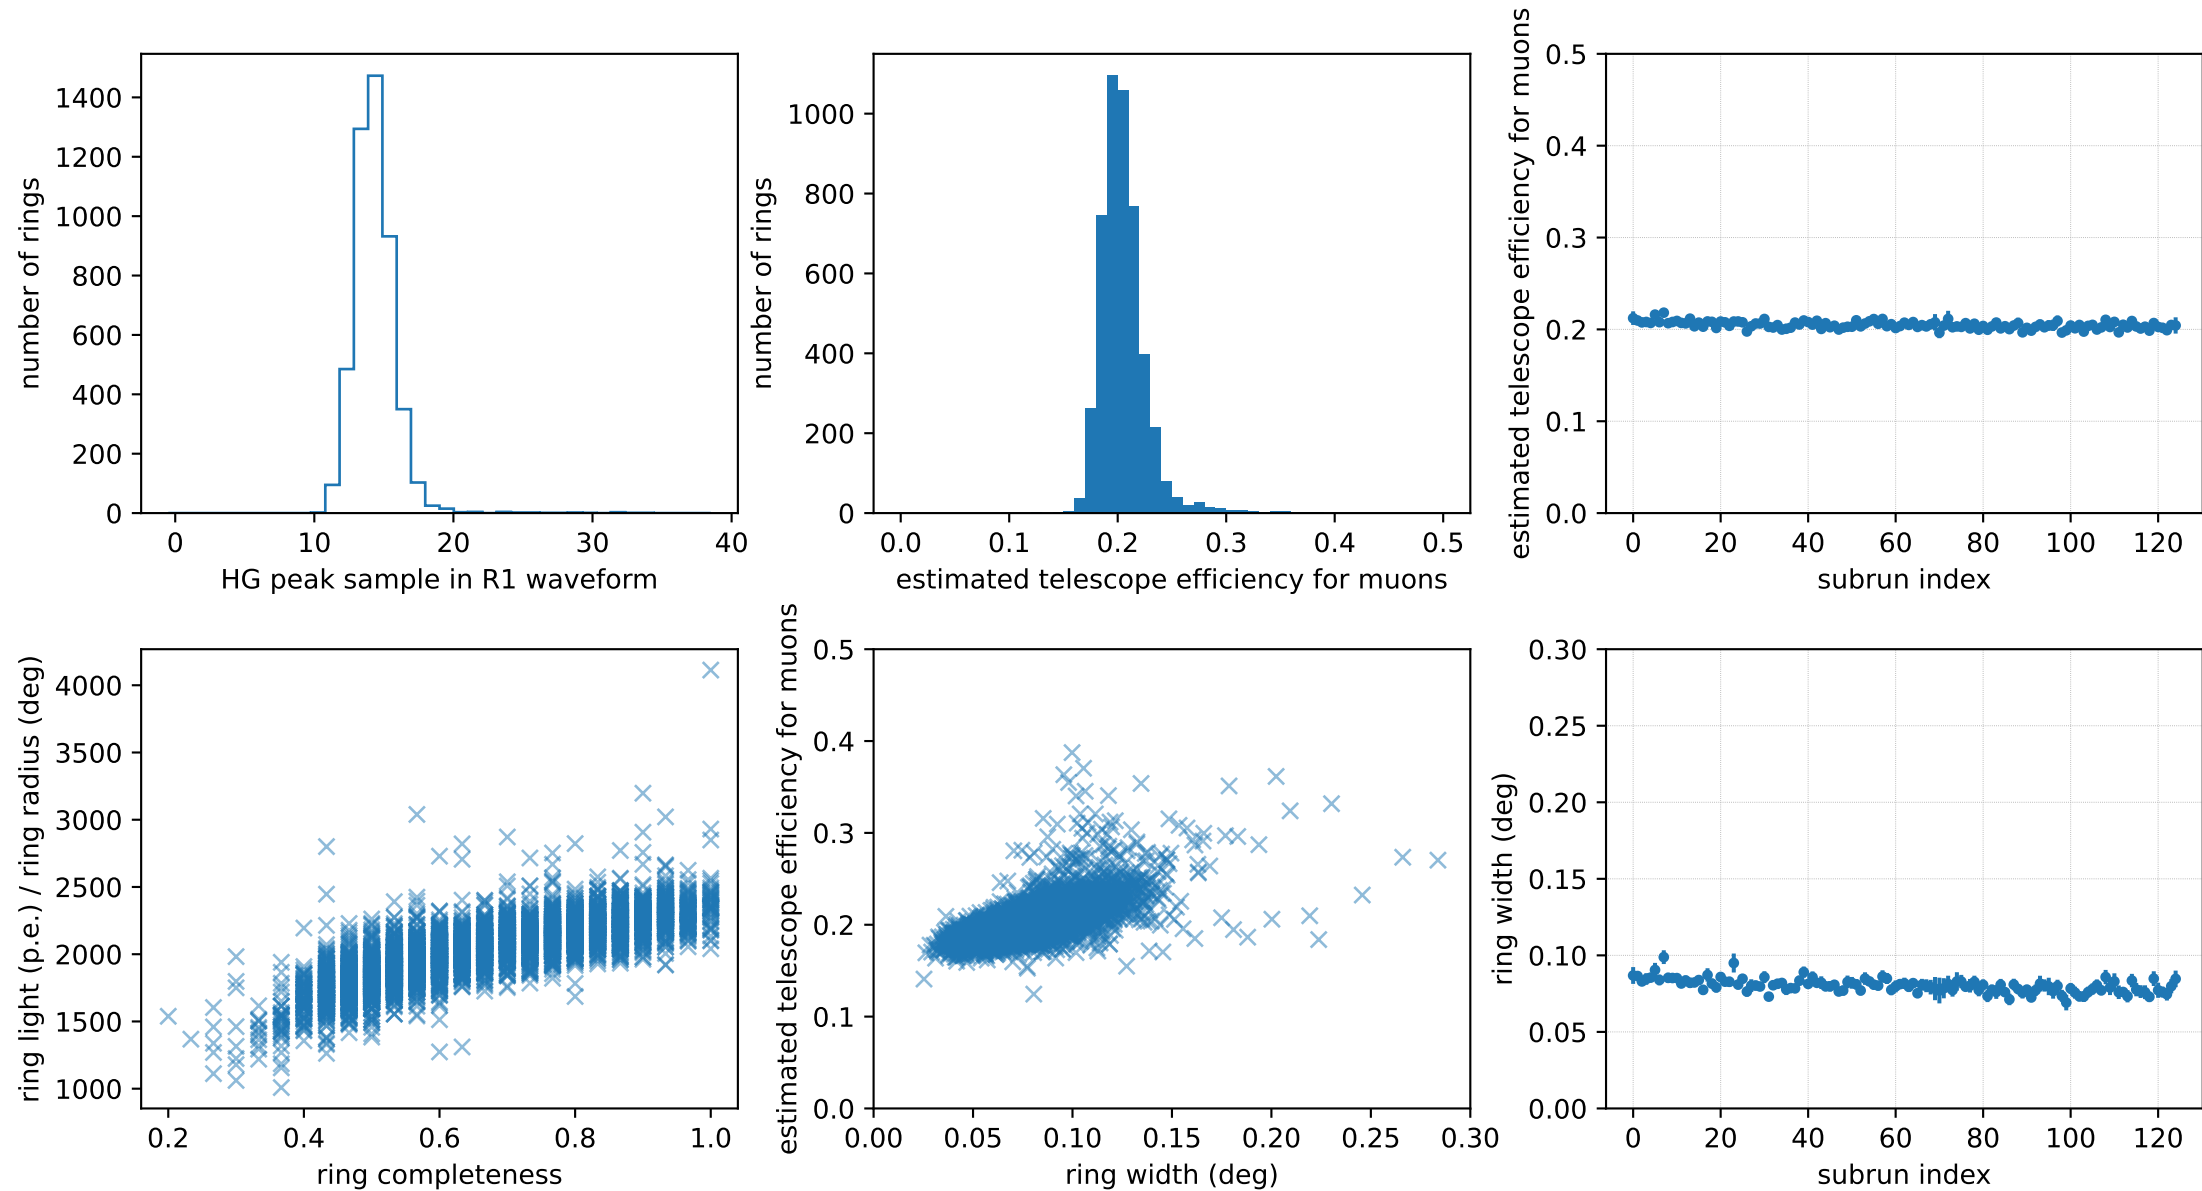 number of rings
1400
1200
1000
800
600
400
200
0
0 10 20 30 40
HG peak sample in R1 waveform
number of rings
1000
800
600
400
200
0
0.0 0.1 0.2 0.3 0.4 0.5
estimated telescope efficiency for muons
estimated telescope efficiency for muons
0.5
0.4
0.3
0.2
0.1
0.0
0 20 40 60 80 100 120
subrun index
ring light (p.e.) / ring radius (deg)
4000
3500
3000
2500
2000
1500
1000
0.2 0.4 0.6 0.8 1.0
ring completeness
estimated telescope efficiency for muons
0.5
0.4
0.3
0.2
0.1
0.0
0.00 0.05 0.10 0.15 0.20 0.25 0.30
ring width (deg)
ring width (deg)
0.30
0.25
0.20
0.15
0.10
0.05
0.00
0 20 40 60 80 100 120
subrun index